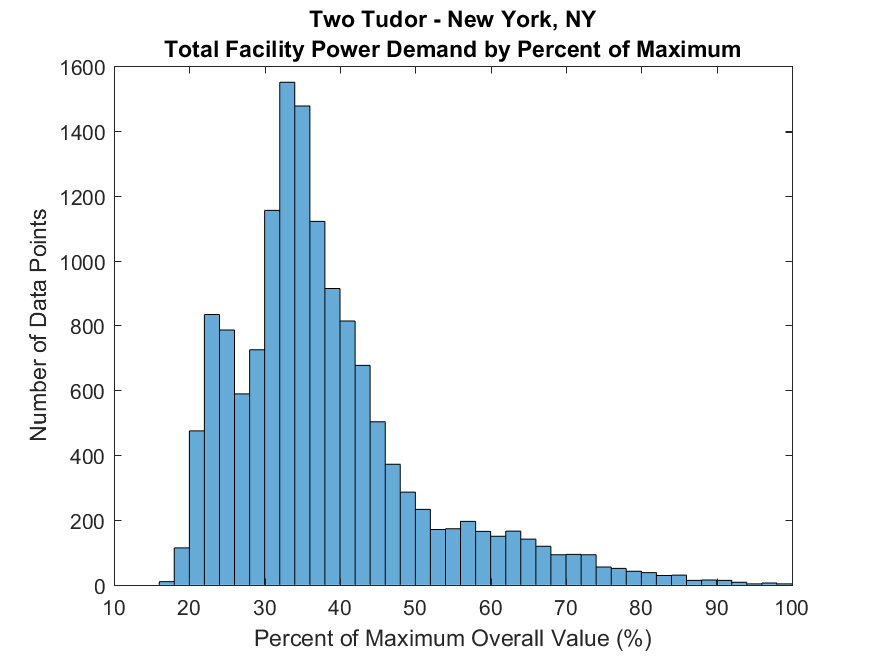 Two Tudor - New York, NY
Total Facility Power Demand by Percent of Maximum
1600
1400
1200
1000
800
600
400
200
0
Number of Data Points
10 20 30 40 50 60 70 80 90 100
Percent of Maximum Overall Value (%)